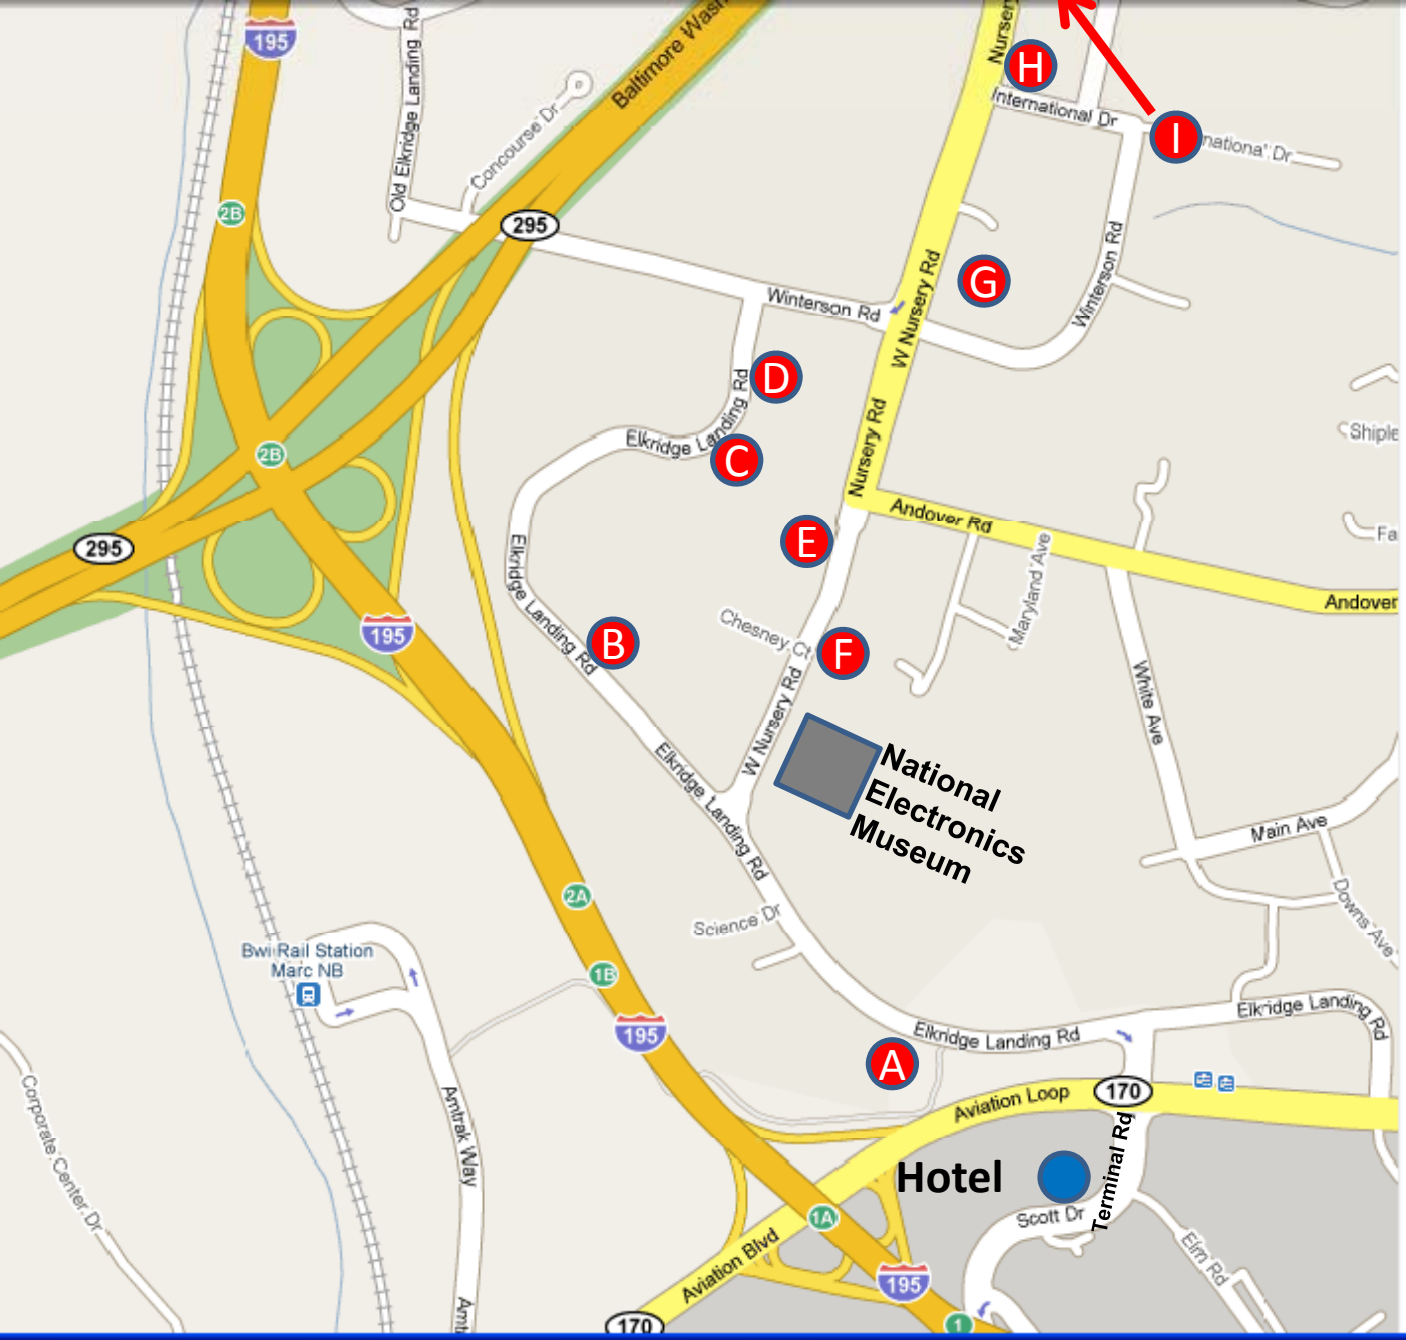 195
Old Elkridge Landing Rd
Baltimore Wash
Nurser
H
International Dr
I
national Dr
Concourse Dr
2B
295
G
W Nursery Rd
Winterson Rd
Winterson Rd
D
Elkridge Landing Rd
C
Nursery Rd
Shiple
2B
Andover Rd
Fa
295
E
Elkridge Landing Rd
Maryland Ave
Andover
195
B
Chesney Ct
F
W Nursery Rd
White Ave
National
Electronics
Museum
Elkridge Landing Rd
Main Ave
2A
Science Dr
Downs Ave
Bwi Rail Station
Marc NB
1B
195
Elkridge Landing Rd
Elkridge Landing Rd
A
170
Aviation Loop
Corporate Center Dr
Amtrak Way
Hotel
Terminal Rd
Scott Dr
1A
Elm Rd
Aviation Blvd
195
170
1
Amt